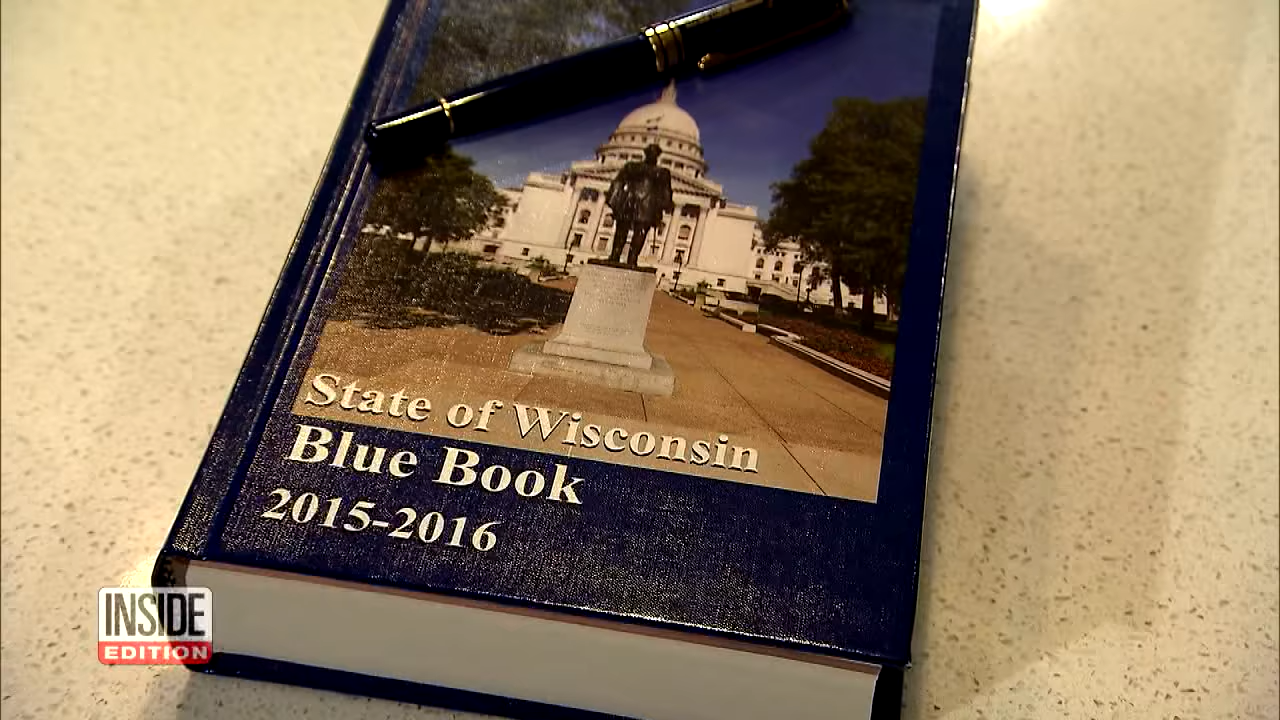 State of Wisconsin
Blue Book
2015-2016
INSIDE
EDITION